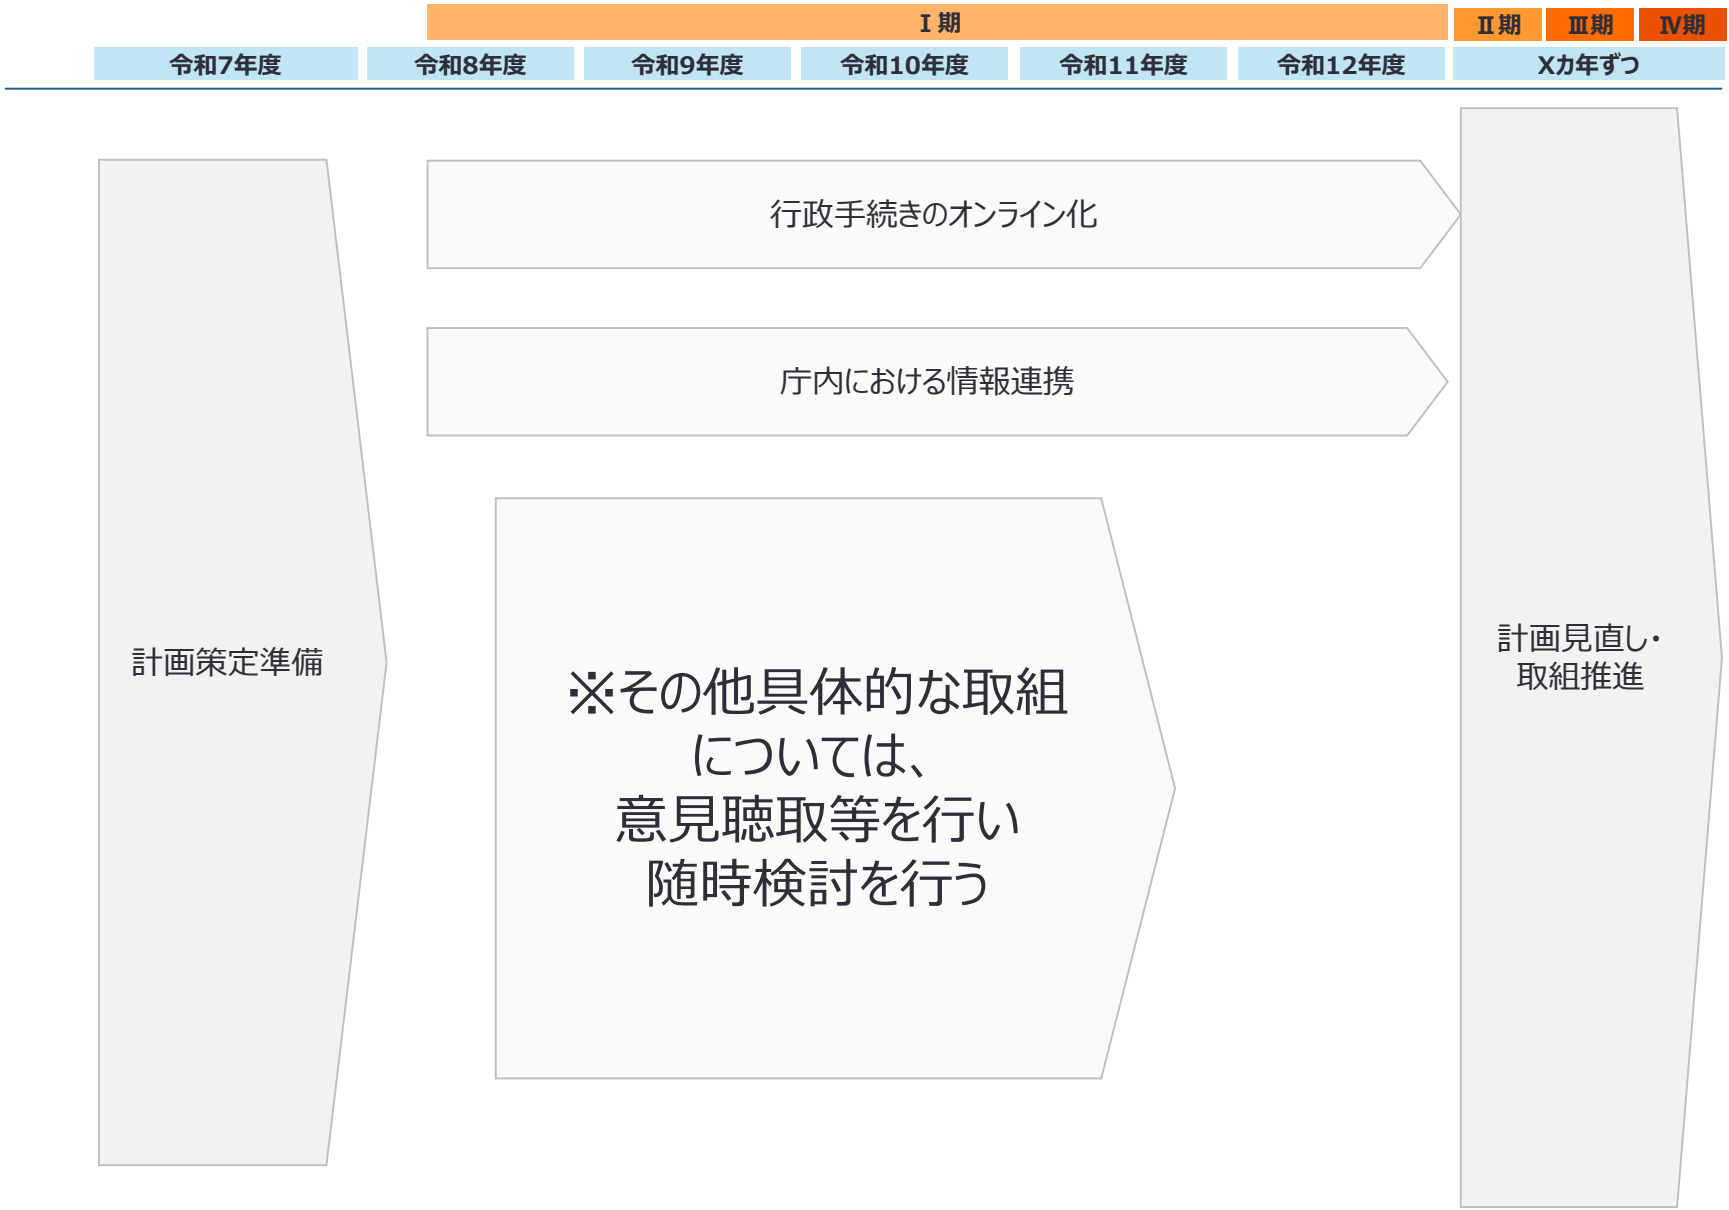 Ⅰ期
Ⅱ期
Ⅲ期
Ⅳ期
令和7年度
令和8年度
令和9年度
令和10年度
令和11年度
令和12年度
Xカ年ずつ
行政手続きのオンライン化
庁内における情報連携
計画策定準備
※その他具体的な取組
については、
意見聴取等を行い
随時検討を行う
計画見直し・
取組推進